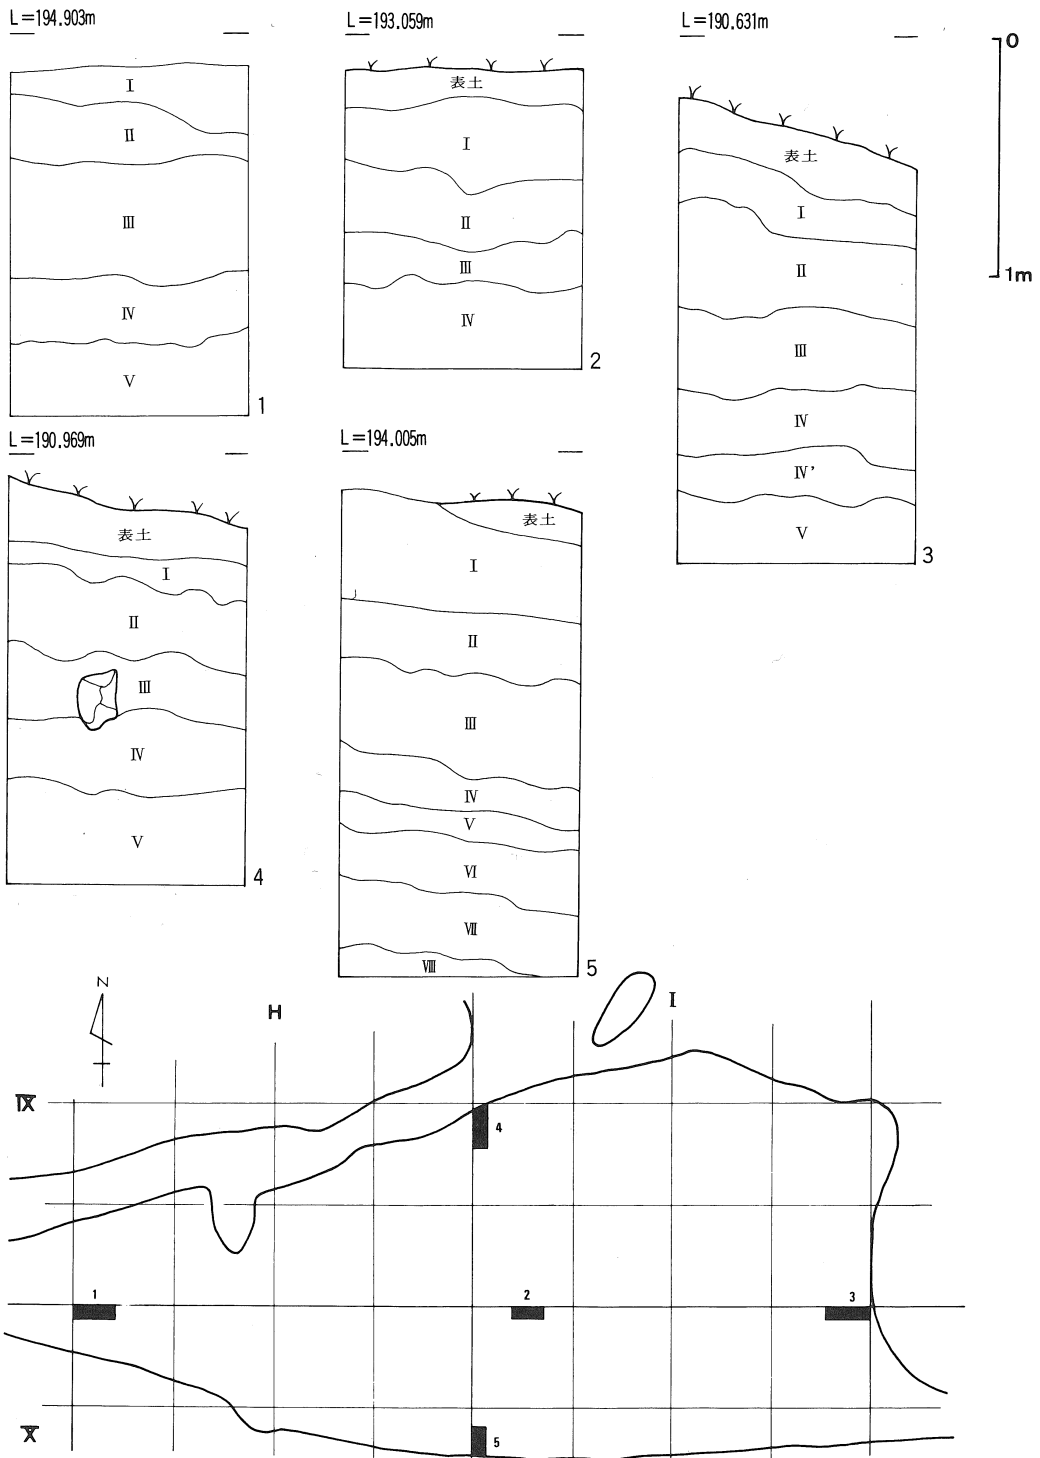 L=194.903m
I
II
III
IV
V
1
L=193.059m
表土
I
II
III
IV
2
L=190.631m
表土
I
II
III
IV
IV'
V
3
0
1m
L=190.969m
表土
I
II
III
IV
V
4
L=194.005m
表土
I
II
III
IV
V
VI
VII
VIII
5
N
H
I
IX
4
1
2
3
X
5